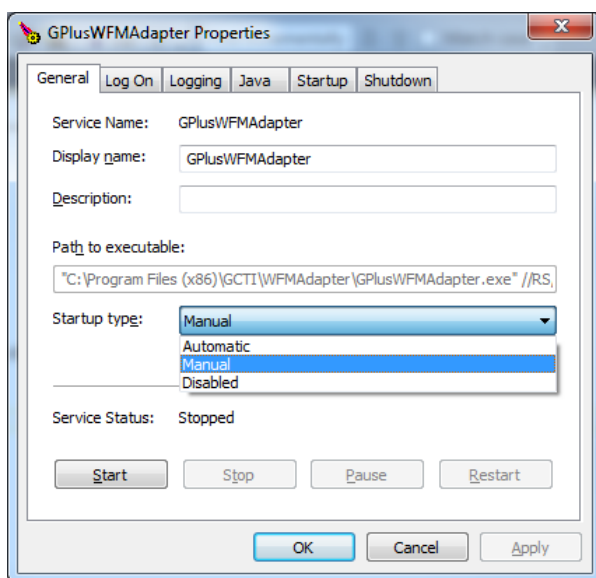 GPlusWFMAdapter Properties
General Log On Logging Java Startup Shutdown
Service Name: GPlusWFMAdapter
Display name: GPlusWFMAdapter
Description:
Path to executable:
"C:\Program Files (x86)\GCTI\WFMAdapter\GPlusWFMAdapter.exe" //RS,
Startup type: Manual
Automatic
Manual
Disabled
Service Status: Stopped
Start Stop Pause Restart
OK Cancel Apply